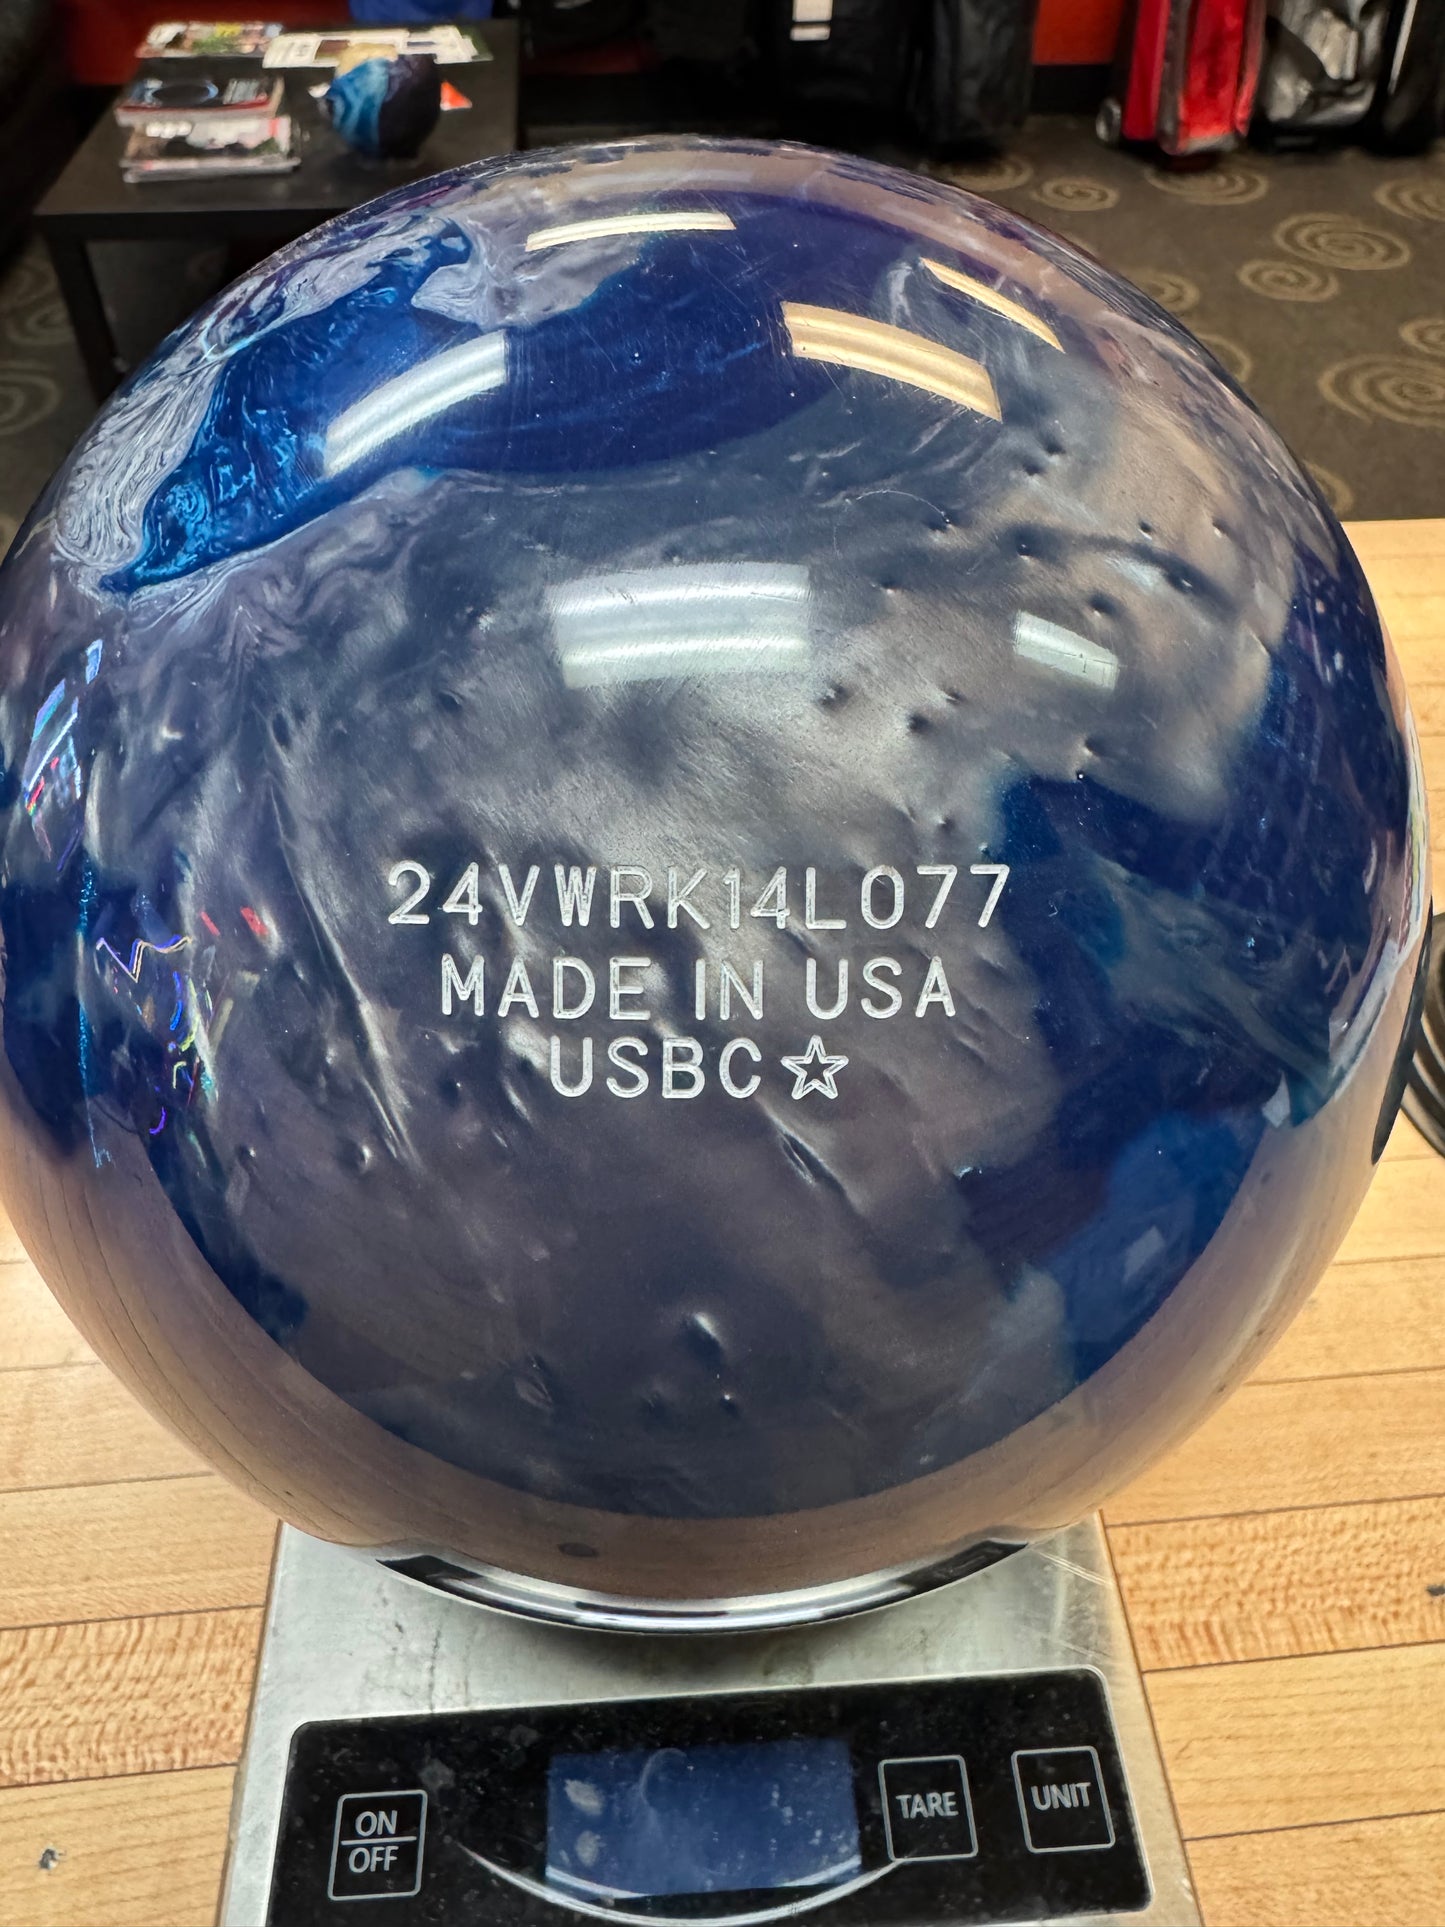 24VWRK14L077
MADE IN USA
USBC☆
ON
OFF
TARE
UNIT